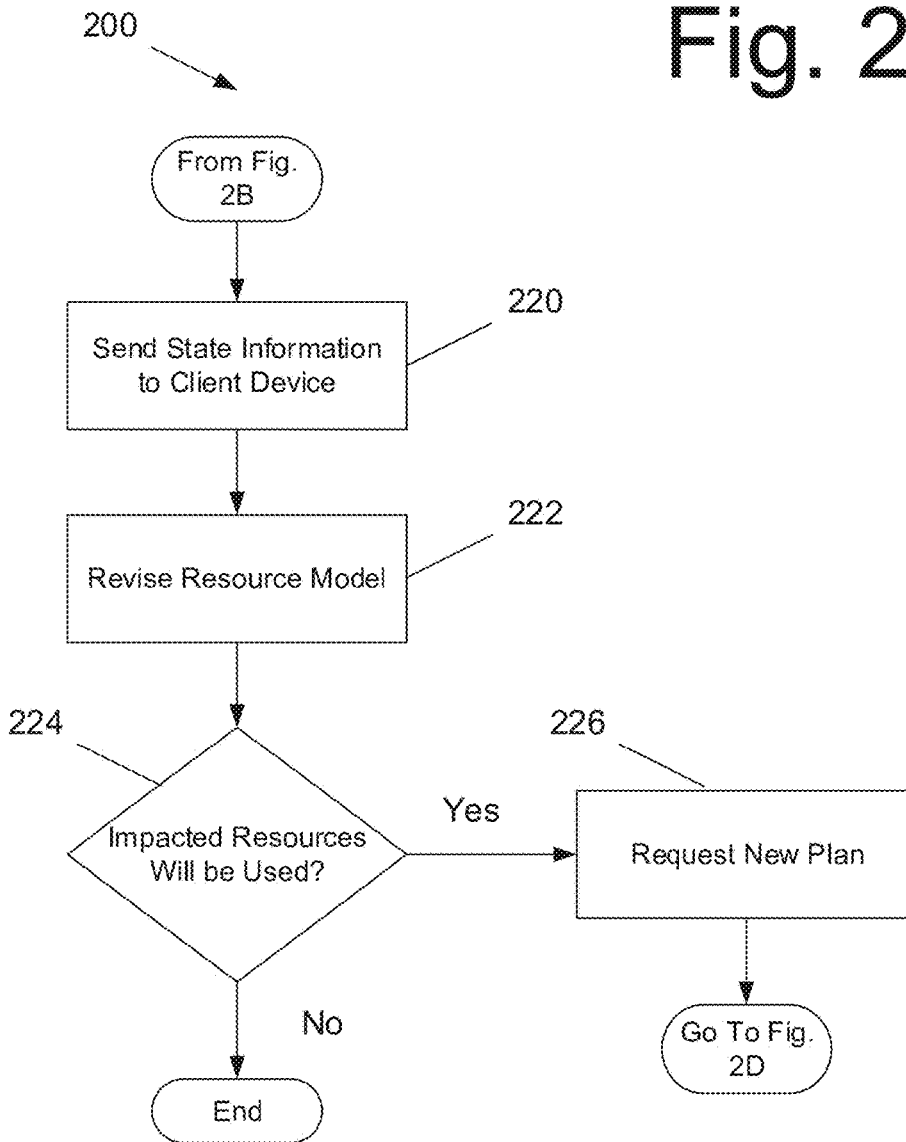 200
Fig. 2
From Fig.
2B
220
Send State Information
to Client Device
222
Revise Resource Model
224
226
Impacted Resources
Will be Used?
Yes
Request New Plan
No
Go To Fig.
2D
End